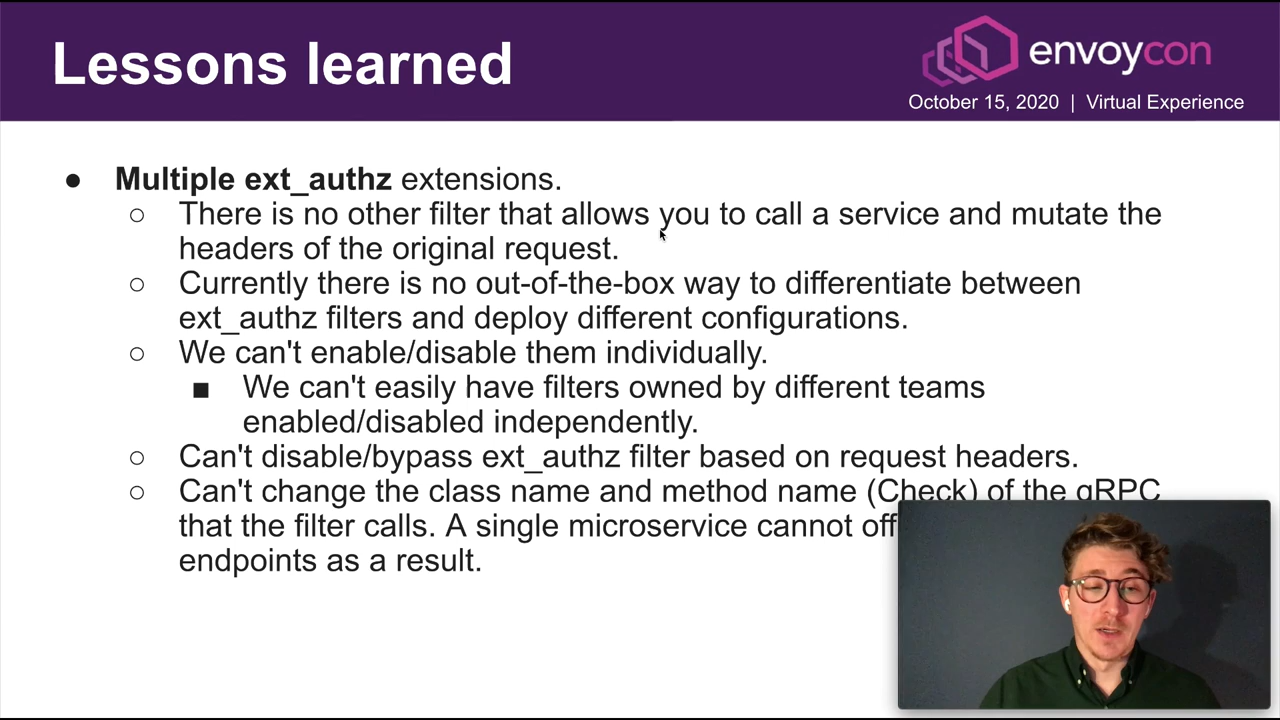 Lessons learned
envoycon
October 15, 2020 | Virtual Experience
● Multiple ext_authz extensions.
○ There is no other filter that allows you to call a service and mutate the
headers of the original request.
○ Currently there is no out-of-the-box way to differentiate between
ext_authz filters and deploy different configurations.
○ We can't enable/disable them individually.
■ We can't easily have filters owned by different teams
enabled/disabled independently.
○ Can't disable/bypass ext_authz filter based on request headers.
○ Can't change the class name and method name (Check) of the gRPC
that the filter calls. A single microservice cannot
endpoints as a result.